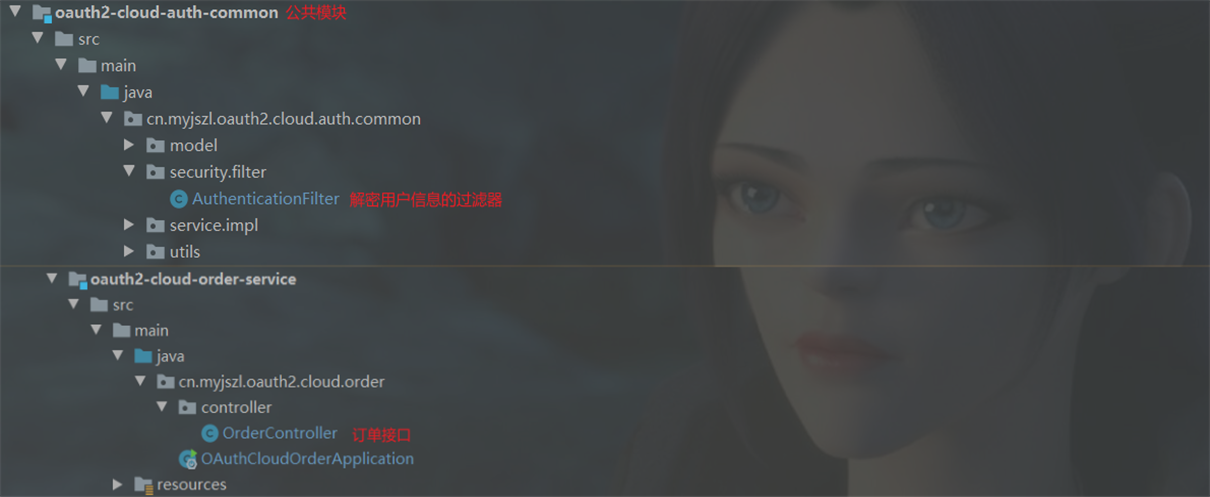 oauth2-cloud-auth-common 公共模块
src
main
java
cn.myjszl.oauth2.cloud.auth.common
model
security.filter
AuthenticationFilter 解密用户信息的过滤器
service.impl
utils
oauth2-cloud-order-service
src
main
java
cn.myjszl.oauth2.cloud.order
controller
OrderController 订单接口
OAuthCloudOrderApplication
resources